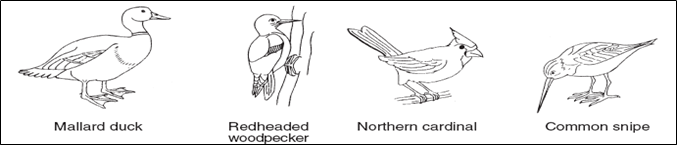 Mallard duck
Redheaded
woodpecker
Northern cardinal
Common snipe